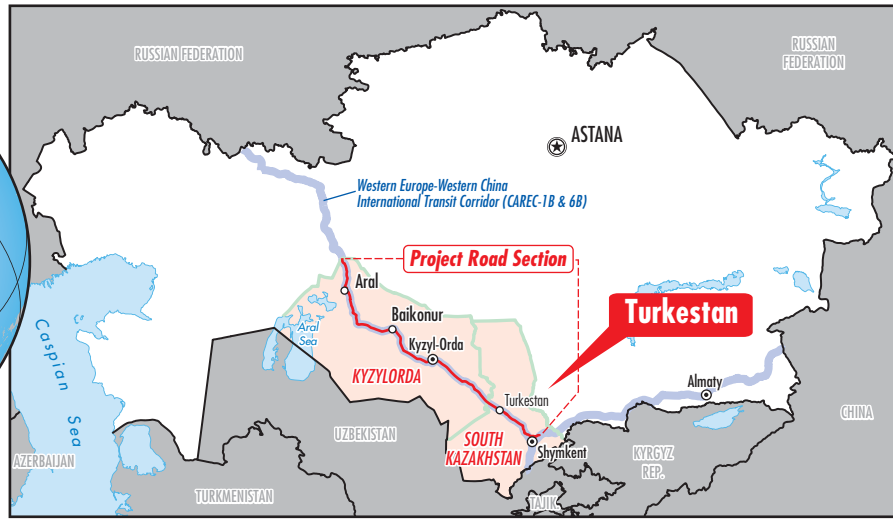 RUSSIAN FEDERATION
RUSSIAN
FEDERATION
ASTANA
Western Europe-Western China
International Transit Corridor (CAREC-1B & 6B)
Project Road Section
Aral
Turkestan
Baikonur
Aral
Sea
Kyzyl-Orda
Caspian Sea
KYZYLORDA
Almaty
Turkestan
CHINA
UZBEKISTAN
SOUTH
KAZAKHSTAN
Shymkent
KYRGYZ
REP.
AZERBAIJAN
TURKMENISTAN
TAJIK.